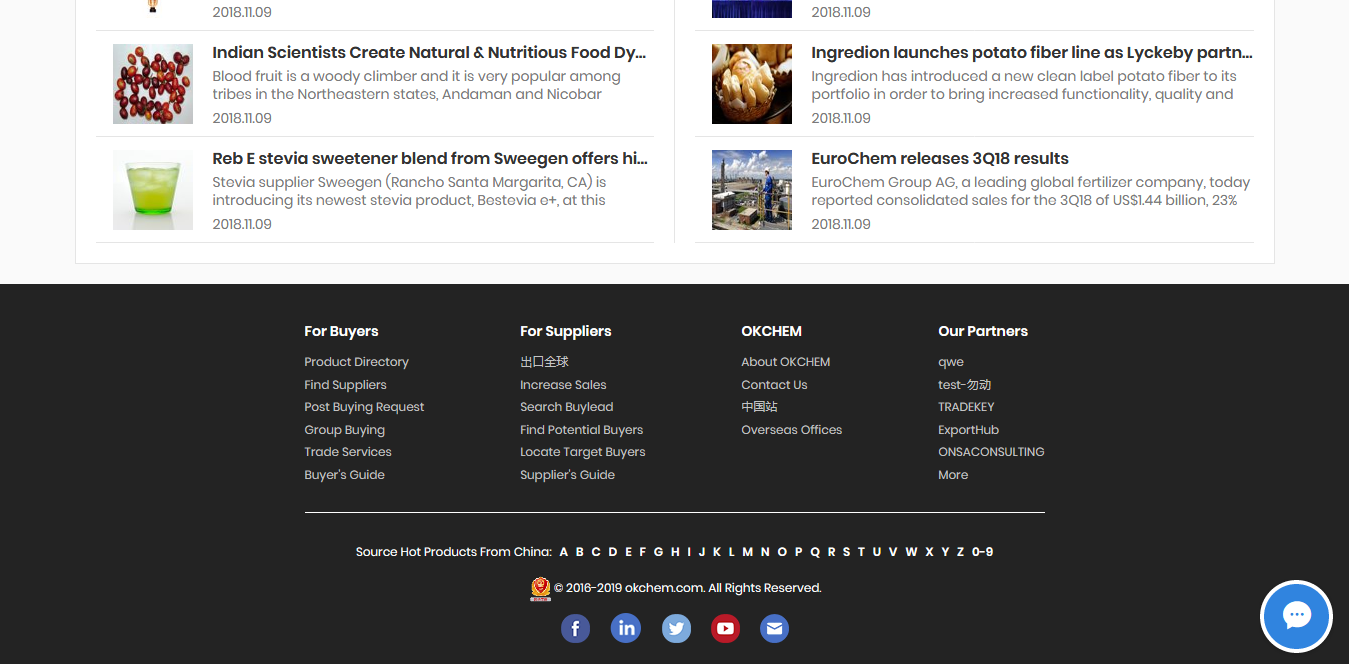 2018.11.09
Indian Scientists Create Natural & Nutritious Food Dy...
Blood fruit is a woody climber and it is very popular among
tribes in the Northeastern states, Andaman and Nicobar
2018.11.09
Reb E stevia sweetener blend from Sweegen offers hi...
Stevia supplier Sweegen (Rancho Santa Margarita, CA) is
introducing its newest stevia product, Bestevia e+, at this
2018.11.09
2018.11.09
Ingredion launches potato fiber line as Lyckeby partn...
Ingredion has introduced a new clean label potato fiber to its
portfolio in order to bring increased functionality, quality and
2018.11.09
EuroChem releases 3Q18 results
EuroChem Group AG, a leading global fertilizer company, today
reported consolidated sales for the 3Q18 of US$1.44 billion, 23%
2018.11.09
For Buyers
Product Directory
Find Suppliers
Post Buying Request
Group Buying
Trade Services
Buyer's Guide
For Suppliers
出口全球
Increase Sales
Search Buylead
Find Potential Buyers
Locate Target Buyers
Supplier's Guide
OKCHEM
About OKCHEM
Contact Us
中国站
Overseas Offices
Our Partners
qwe
test-勿动
TRADEKEY
ExportHub
ONSACONSULTING
More
Source Hot Products From China: A B C D E F G H I J K L M N O P Q R S T U V W X Y Z 0-9
© 2016-2019 okchem.com. All Rights Reserved.